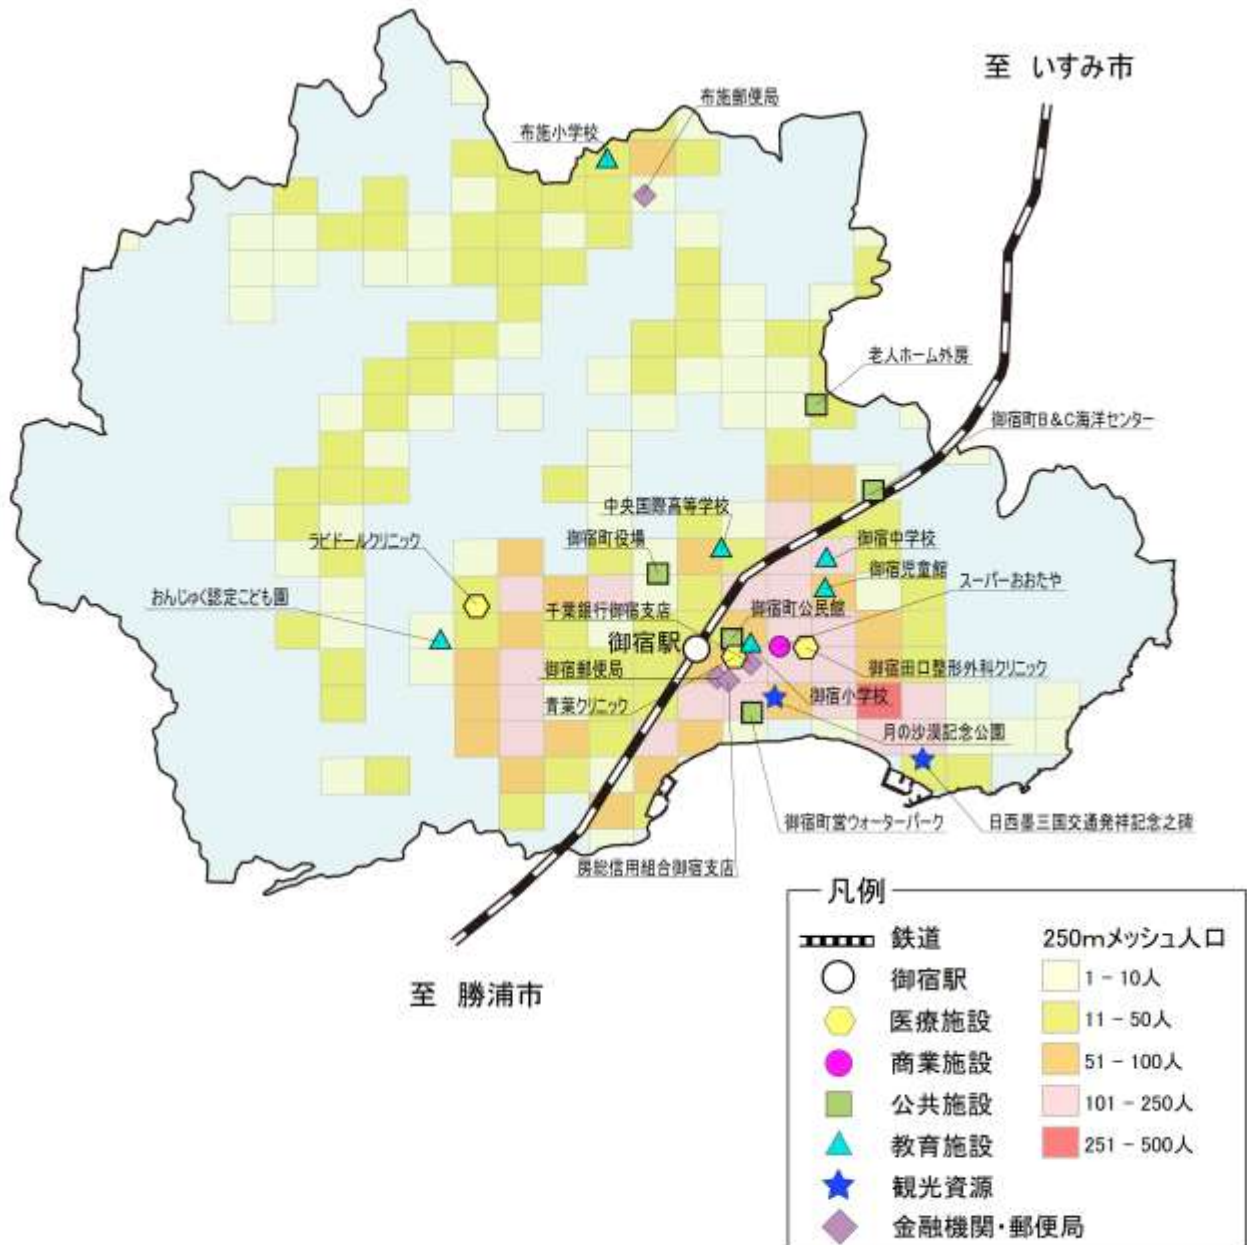 至 いすみ市
布施郵便局
布施小学校
老人ホーム外房
御宿町B＆C海洋センター
中央国際高等学校
御宿町役場
御宿中学校
ラビドールクリニック
御宿児童館
スーパーおおたや
おんじゅく認定こども園
千葉銀行御宿支店
御宿町公民館
御宿駅
御宿郵便局
御宿田口整形外科クリニック
青葉クリニック
御宿小学校
月の沙漠記念公園
御宿町営ウォーターパーク
日西墨三国交通発祥記念之碑
房総信用組合御宿支店
至 勝浦市
凡例
鉄道
250mメッシュ人口
御宿駅
1 - 10人
医療施設
11 - 50人
商業施設
51 - 100人
公共施設
101 - 250人
教育施設
251 - 500人
観光資源
金融機関・郵便局